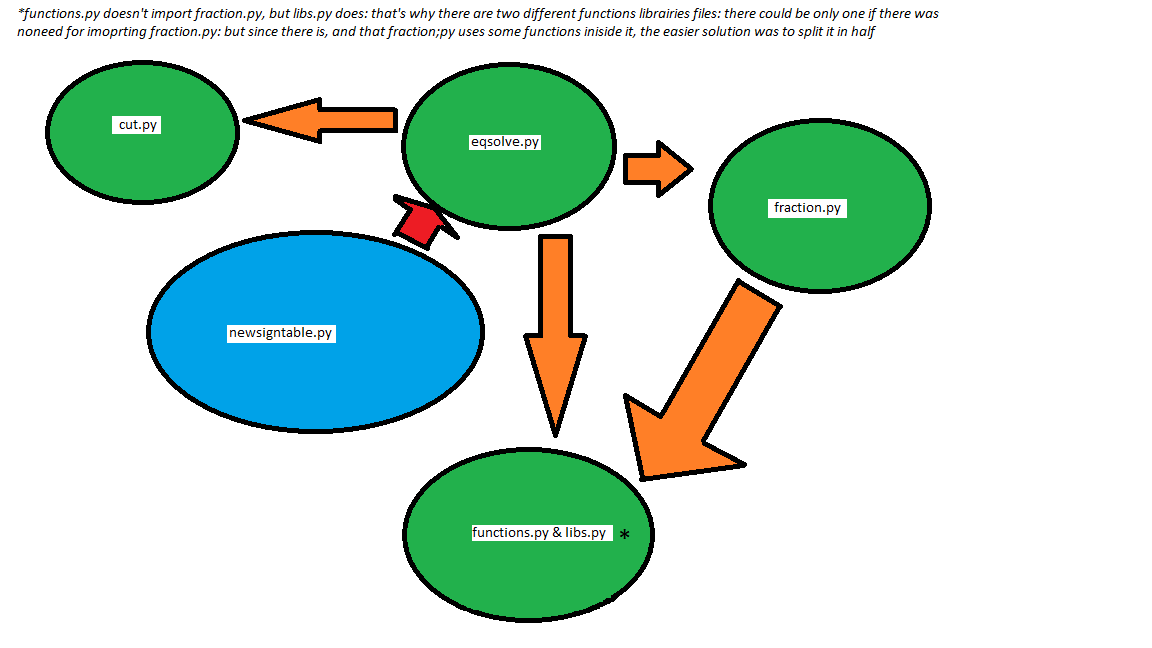 *functions.py doesn't import fraction.py, but libs.py does: that's why there are two different functions librairies files: there could be only one if there was
noneed for imoprting fraction.py: but since there is, and that fraction;py uses some functions iniside it, the easier solution was to split it in half
cut.py
eqsolve.py
fraction.py
newsigntable.py
functions.py & libs.py *